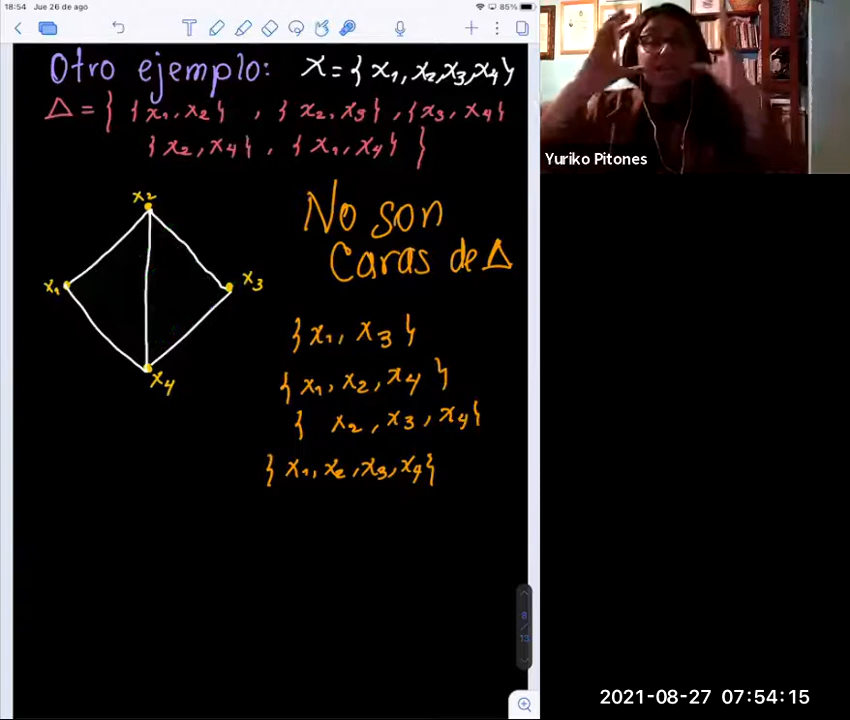 18:54 Jue 26 de ago
85%
Otro ejemplo: X = { x1, x2, x3, x4 }
Δ = { { x1, x2 } , { x2, x3 } , { x3, x4 }
{ x2, x4 } , { x1, x4 } }
x2
x1
x3
x4
No son
Caras de Δ
{ x1, x3 }
{ x1, x2, x4 }
{ x2, x3, x4 }
{ x1, x2, x3, x4 }
Yuriko Pitones
8
/
13
2021-08-27 07:54:15